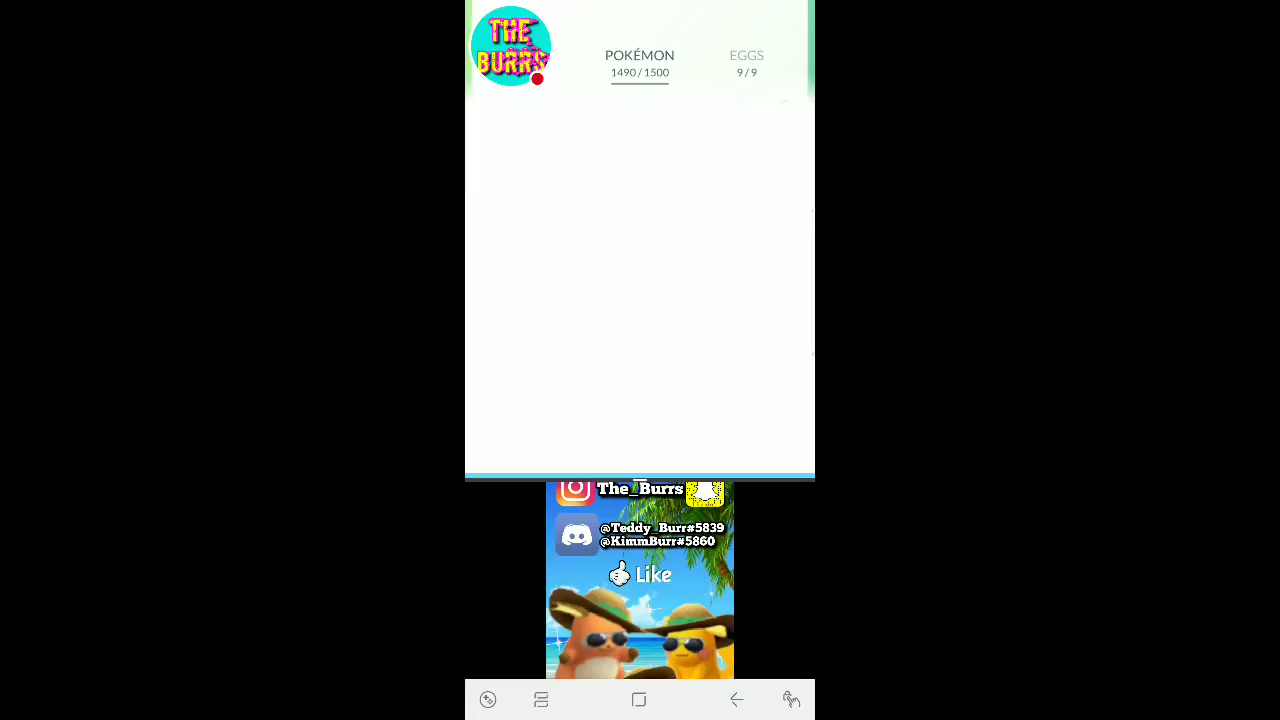 THE
BURRS
POKÉMON
1490 / 1500
EGGS
9 / 9
The_Burrs
@Teddy_Burr#5839
@KimmBurr#5860
Like